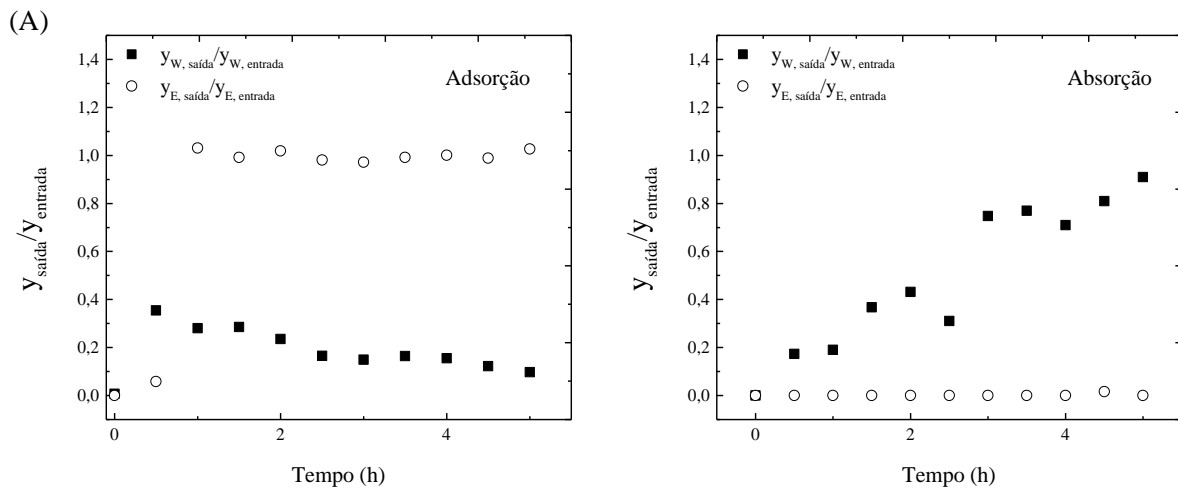 (A)
y_W, saída/y_W, entrada
y_E, saída/y_E, entrada
Adsorção
1,4
1,2
1,0
0,8
0,6
0,4
0,2
0,0
y_saída/y_entrada
0
2
4
Tempo (h)
y_W, saída/y_W, entrada
y_E, saída/y_E, entrada
Absorção
1,4
1,2
1,0
0,8
0,6
0,4
0,2
0,0
y_saída/y_entrada
0
2
4
Tempo (h)